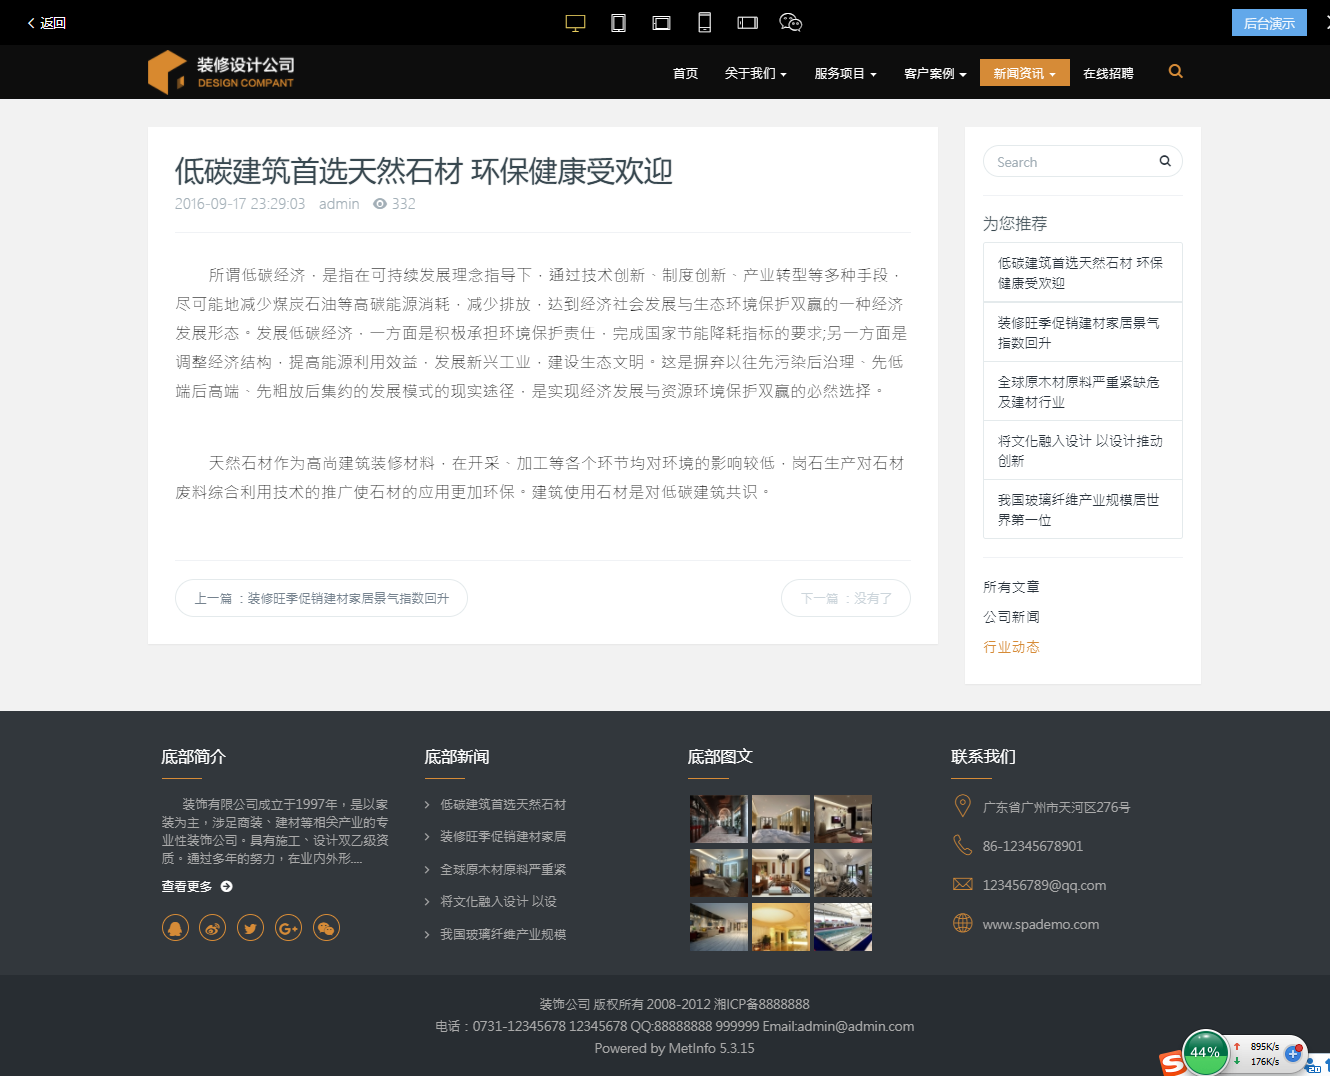 返回
后台演示
装修设计公司
DESIGN COMPANT
首页
关于我们
服务项目
客户案例
新闻资讯
在线招聘
低碳建筑首选天然石材 环保健康受欢迎
2016-09-17 23:29:03 admin 332
所谓低碳经济，是指在可持续发展理念指导下，通过技术创新、制度创新、产业转型等多种手段，
尽可能地减少煤炭石油等高碳能源消耗，减少排放，达到经济社会发展与生态环境保护双赢的一种经济
发展形态。发展低碳经济，一方面是积极承担环境保护责任，完成国家节能降耗指标的要求;另一方面是
调整经济结构，提高能源利用效益，发展新兴工业，建设生态文明。这是摒弃以往先污染后治理、先低
端后高端、先粗放后集约的发展模式的现实途径，是实现经济发展与资源环境保护双赢的必然选择。
天然石材作为高尚建筑装修材料，在开采、加工等各个环节均对环境的影响较低，岗石生产对石材
废料综合利用技术的推广使石材的应用更加环保。建筑使用石材是对低碳建筑共识。
上一篇 ：装修旺季促销建材家居景气指数回升
下一篇 ：没有了
Search
为您推荐
低碳建筑首选天然石材 环保
健康受欢迎
装修旺季促销建材家居景气
指数回升
全球原木材原料严重紧缺危
及建材行业
将文化融入设计 以设计推动
创新
我国玻璃纤维产业规模居世
界第一位
所有文章
公司新闻
行业动态
底部简介
装饰有限公司成立于1997年，是以家
装为主，涉足商装、建材等相关产业的专
业性装饰公司。具有施工、设计双乙级资
质。通过多年的努力，在业内外形....
查看更多
底部新闻
低碳建筑首选天然石材
装修旺季促销建材家居
全球原木材原料严重紧
将文化融入设计 以设
我国玻璃纤维产业规模
底部图文
联系我们
广东省广州市天河区276号
86-12345678901
123456789@qq.com
www.spademo.com
装饰公司 版权所有 2008-2012 湘ICP备8888888
电话：0731-12345678 12345678 QQ:88888888 999999 Email:admin@admin.com
Powered by MetInfo 5.3.15
44%
895K/s
176K/s
20